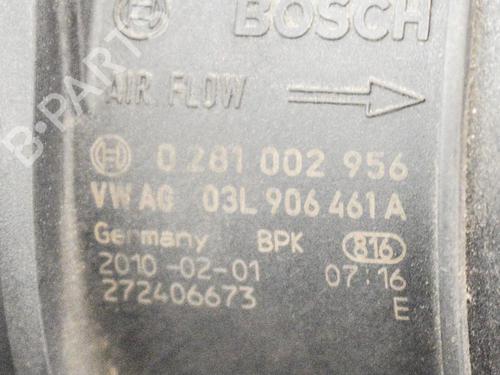 BOSCH
AIR FLOW
0 281 002 956
VW AG 03L 906 461 A
Germany BPK 816
2010-02-01 07:16
272406673 E
B-PARTS